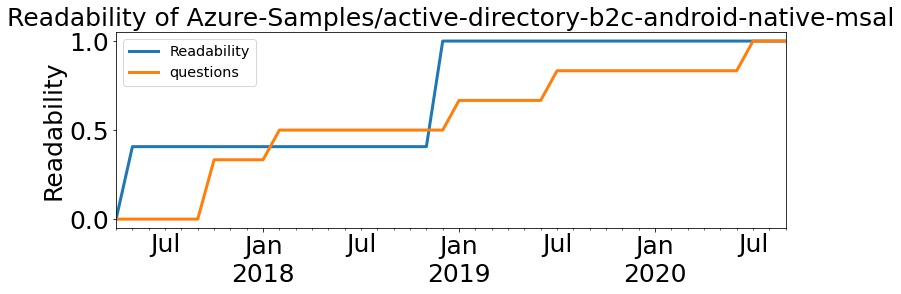 Readability of Azure-Samples/active-directory-b2c-android-native-msal
Readability
questions
Readability
1.0
0.5
0.0
Jul Jan Jul Jan Jul Jan Jul
2018 2019 2020